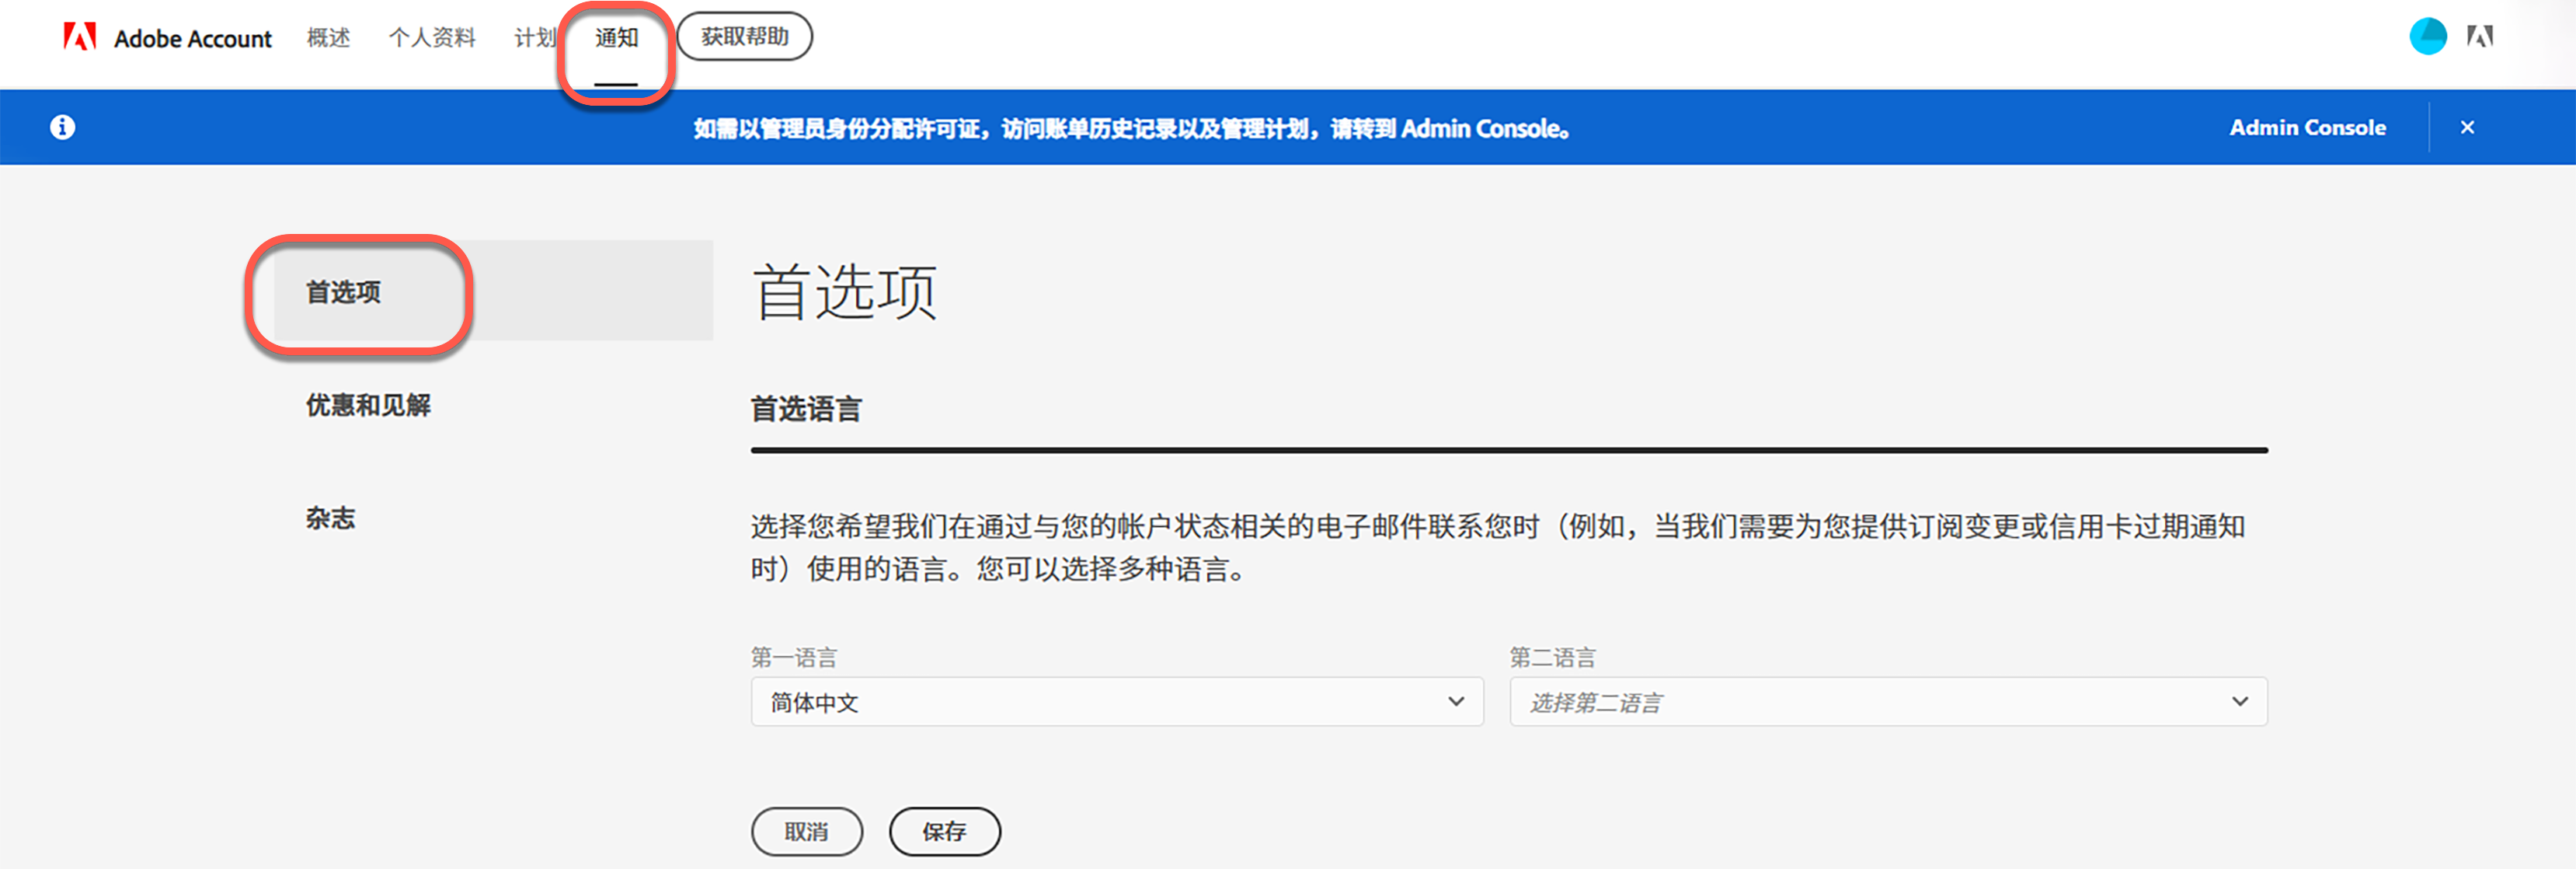 Adobe Account 概述 个人资料 计划 通知 获取帮助
如需以管理员身份分配许可证，访问账单历史记录以及管理计划，请转到 Admin Console。 Admin Console
首选项
优惠和见解
杂志
首选项
首选语言
选择您希望我们在通过与您的帐户状态相关的电子邮件联系您时（例如，当我们需要为您提供订阅变更或信用卡过期通知
时）使用的语言。您可以选择多种语言。
第一语言 第二语言
简体中文 选择第二语言
取消 保存